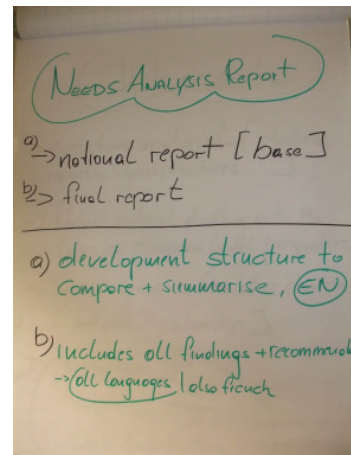 Needs Analysis Report
a) -> national report [base]
b) -> final report
a) development structure to
compare + summarise, EN
b) includes all findings + recommend
-> all languages | also french